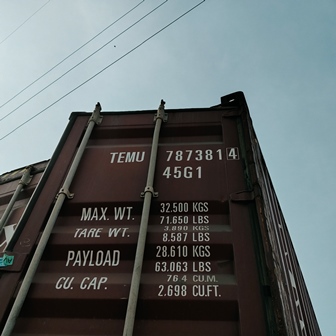 TEMU 787381 4
45G1
MAX. WT. 32.500 KGS
71.650 LBS
TARE WT. 3.890 KGS
8.587 LBS
PAYLOAD 28.610 KGS
63.063 LBS
CU. CAP. 76.4 CU.M.
2.698 CU.FT.